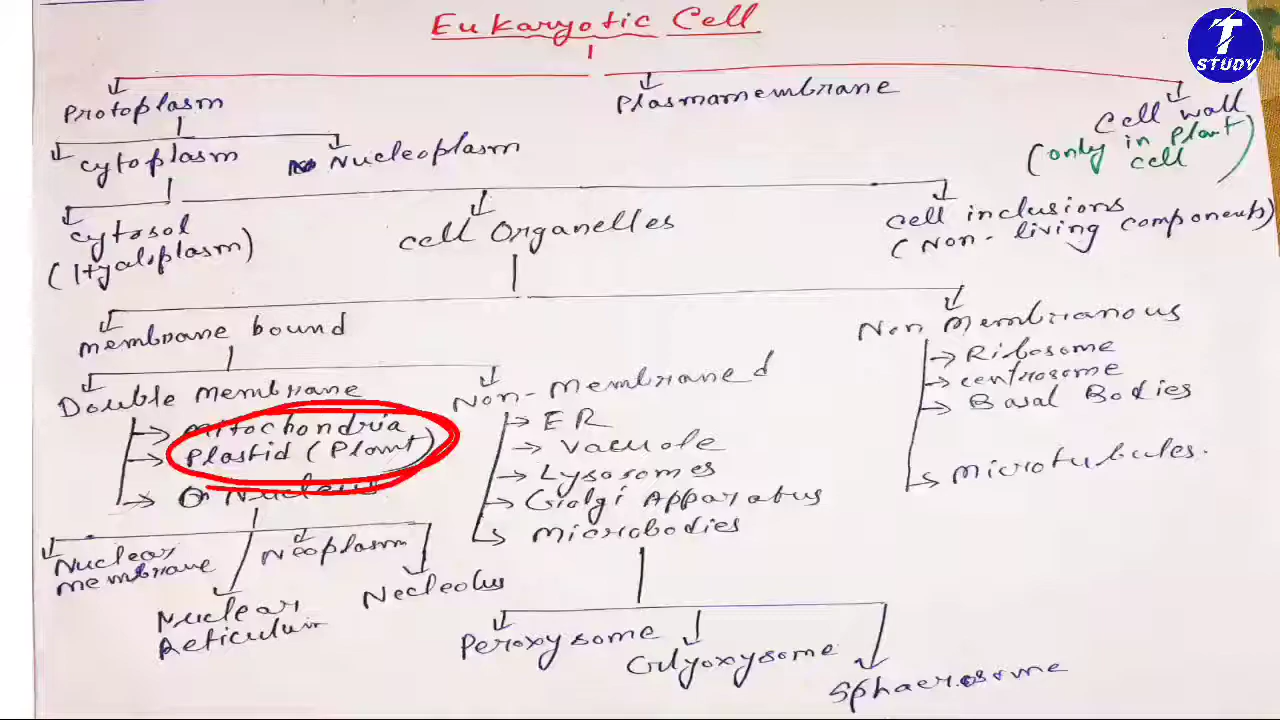 Eukaryotic Cell
T
STUDY
Protoplasm
Plasmamembrane
Cell wall
(only in Plant
cell
)
Cytoplasm
Nucleoplasm
Cytosol
(Hyaloplasm)
Cell Organelles
Cell inclusions
(Non-living components)
Membrane bound
Non Membranous
Double Membrane
Non-Membraned
Ribosome
Centrosome
Basal Bodies
Microtubules.
Mitochondria
Plastid (Plant)
Nucleus
ER
Vacuole
Lysosomes
Golgi Apparatus
Microbodies
Nuclear
membrane
Neoplasm
Nuclear
Reticulum
Necleolus
Peroxysome
Glyoxysome
Sphaerosome